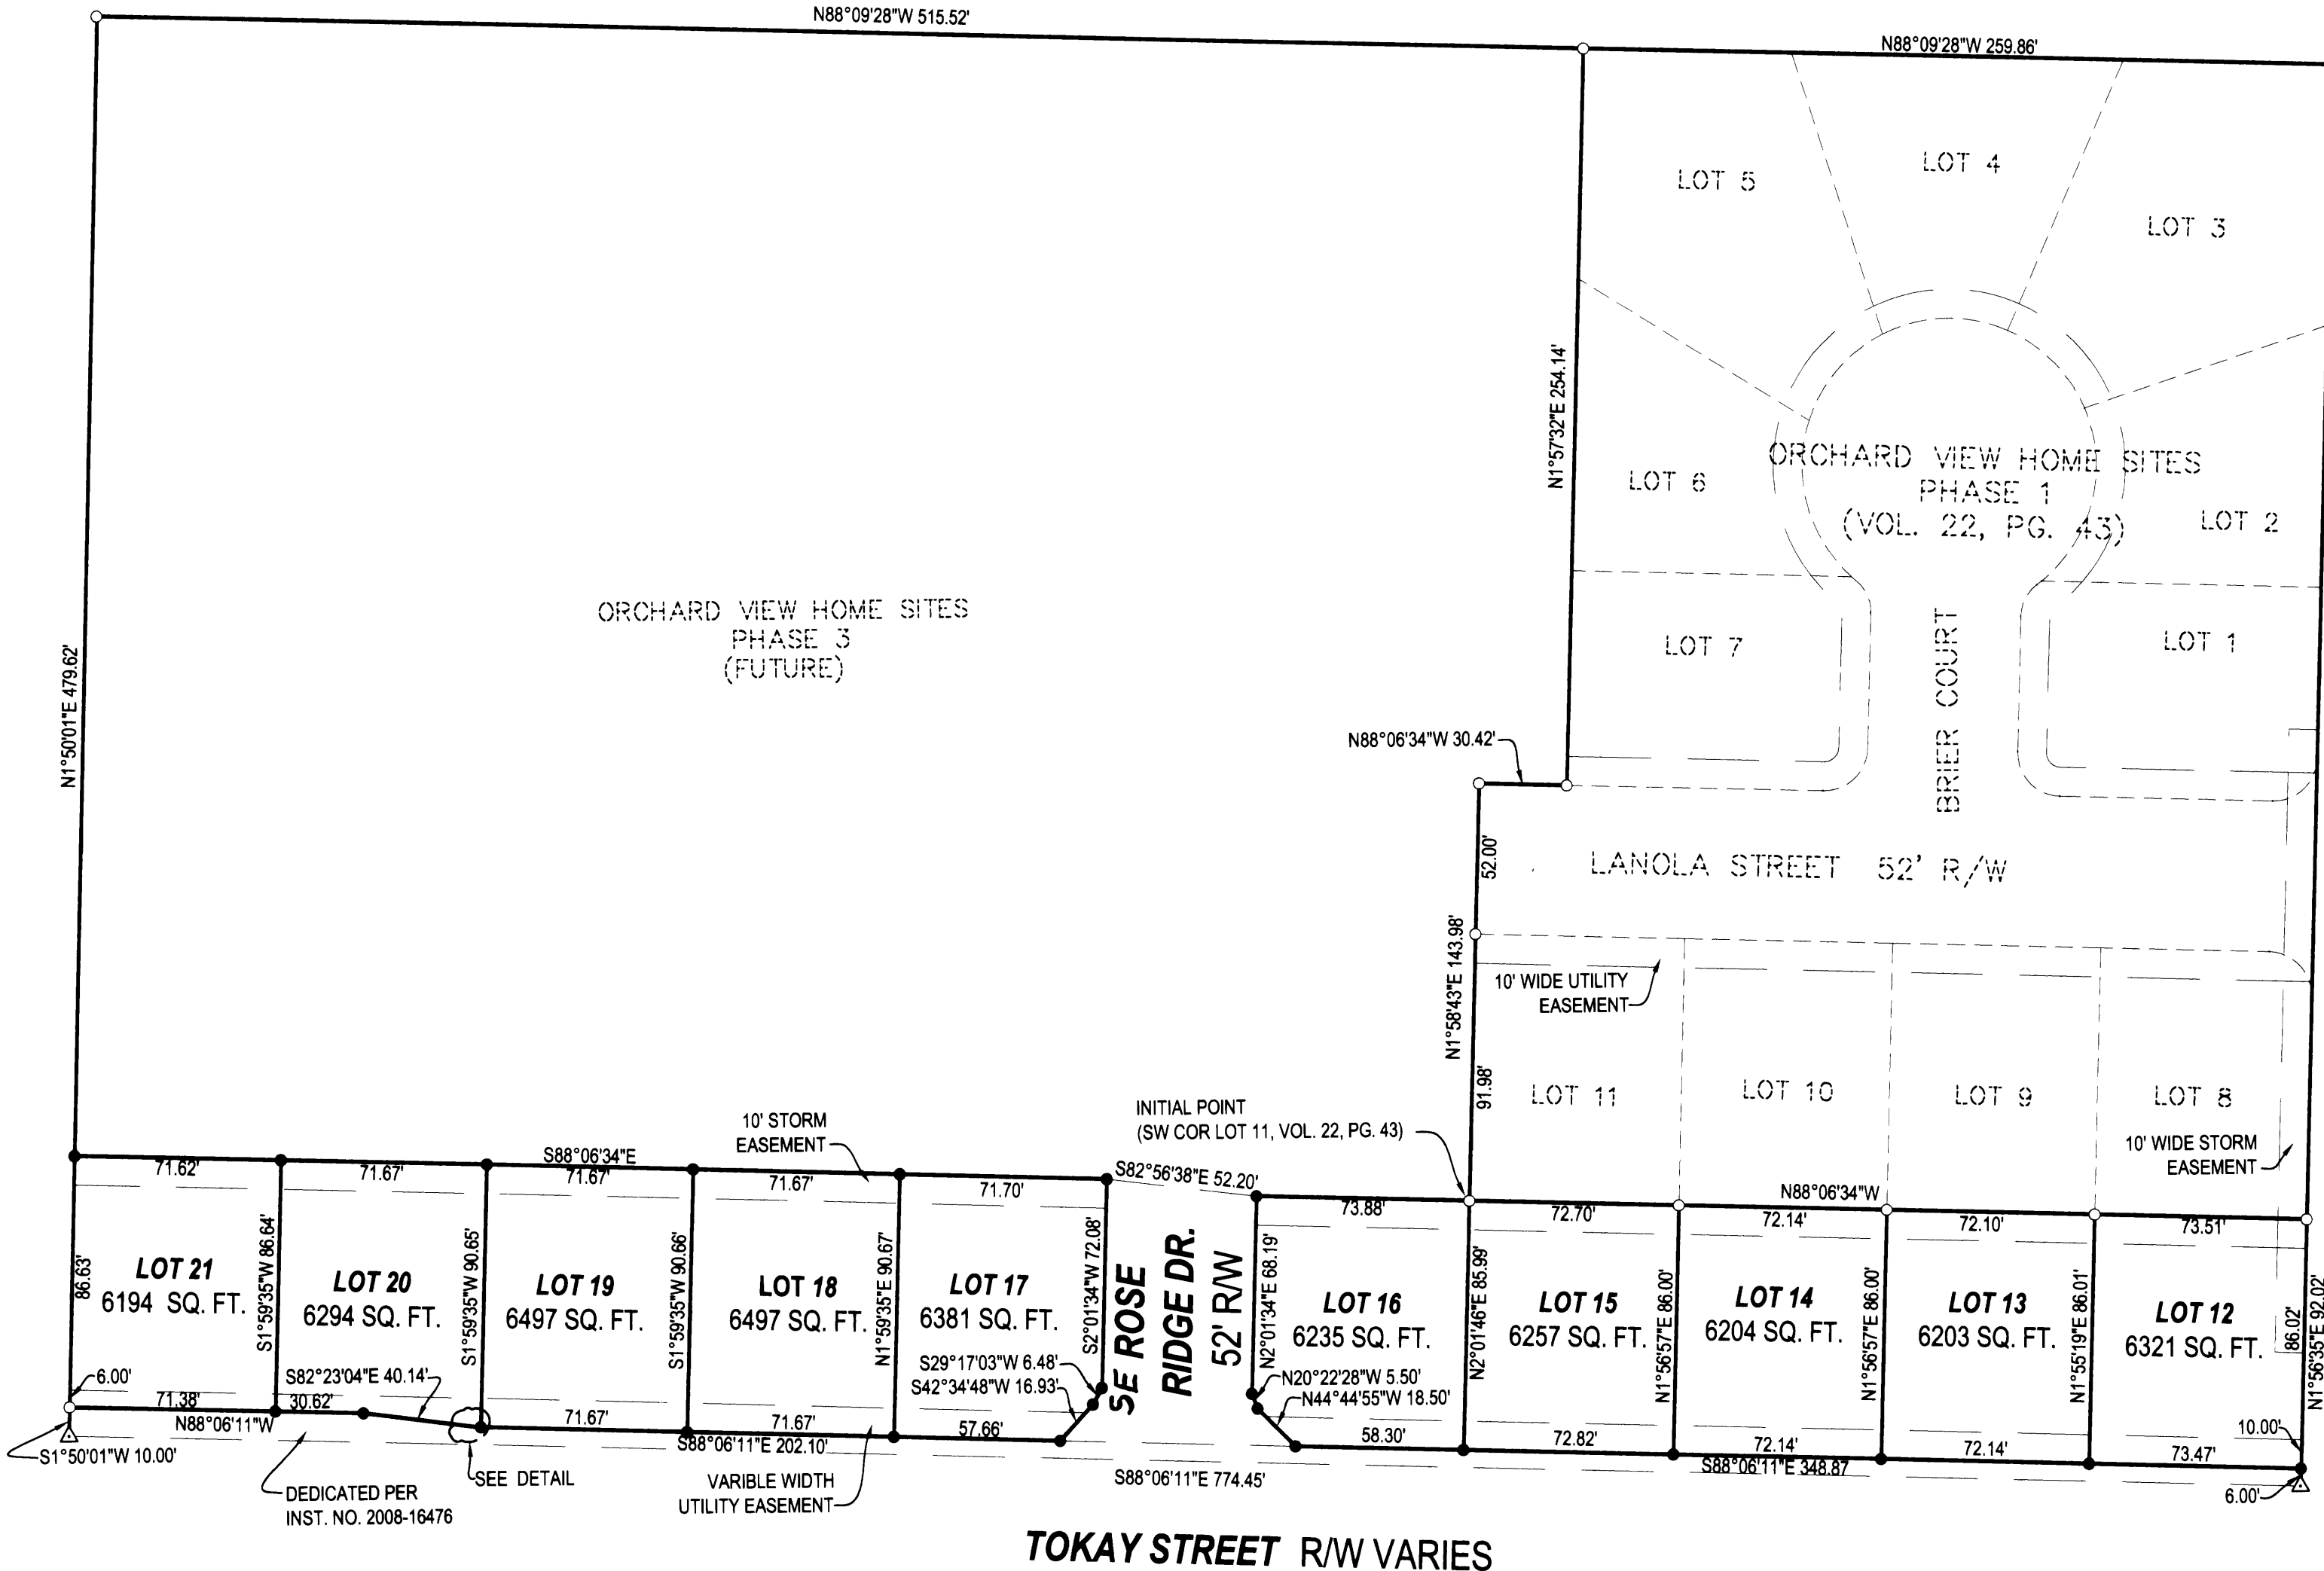 N88°09'28"W 515.52'
N88°09'28"W 259.86'
LOT 5
LOT 4
LOT 3
N1°57'32"E 254.14'
LOT 6
ORCHARD VIEW HOME SITES
PHASE 1
(VOL. 22, PG. 43)
LOT 2
ORCHARD VIEW HOME SITES
PHASE 3
(FUTURE)
N1°50'01"E 479.62'
LOT 7
BRIER COURT
LOT 1
N88°06'34"W 30.42'
52.00'
LANOLA STREET 52' R/W
N1°58'43"E 143.98'
10' WIDE UTILITY
EASEMENT
91.98'
LOT 11
LOT 10
LOT 9
LOT 8
10' WIDE STORM
EASEMENT
10' STORM
EASEMENT
INITIAL POINT
(SW COR LOT 11, VOL. 22, PG. 43)
71.62'
71.67'
S88°06'34"E
71.67'
71.67'
71.70'
S82°56'38"E 52.20'
73.88'
72.70'
N88°06'34"W
72.14'
72.10'
73.51'
86.63'
LOT 21
6194 SQ. FT.
S1°59'35"W 86.64'
LOT 20
6294 SQ. FT.
S1°59'35"W 90.65'
LOT 19
6497 SQ. FT.
S1°59'35"W 90.66'
LOT 18
6497 SQ. FT.
N1°59'35"E 90.67'
LOT 17
6381 SQ. FT.
S2°01'34"W 72.08'
SE ROSE
RIDGE DR.
52' R/W
N2°01'34"E 68.19'
LOT 16
6235 SQ. FT.
N2°01'46"E 85.99'
LOT 15
6257 SQ. FT.
N1°56'57"E 86.00'
LOT 14
6204 SQ. FT.
N1°56'57"E 86.00'
LOT 13
6203 SQ. FT.
N1°55'19"E 86.01'
LOT 12
6321 SQ. FT.
86.02'
N1°56'35"E 92.02'
S29°17'03"W 6.48'
S42°34'48"W 16.93'
N20°22'28"W 5.50'
N44°44'55"W 18.50'
6.00'
S82°23'04"E 40.14'
71.38'
30.62'
N88°06'11"W
71.67'
71.67'
S88°06'11"E 202.10'
57.66'
58.30'
72.82'
72.14'
S88°06'11"E 348.87
72.14'
73.47'
10.00'
6.00'
S1°50'01"W 10.00'
DEDICATED PER
INST. NO. 2008-16476
SEE DETAIL
VARIBLE WIDTH
UTILITY EASEMENT
S88°06'11"E 774.45'
TOKAY STREET R/W VARIES